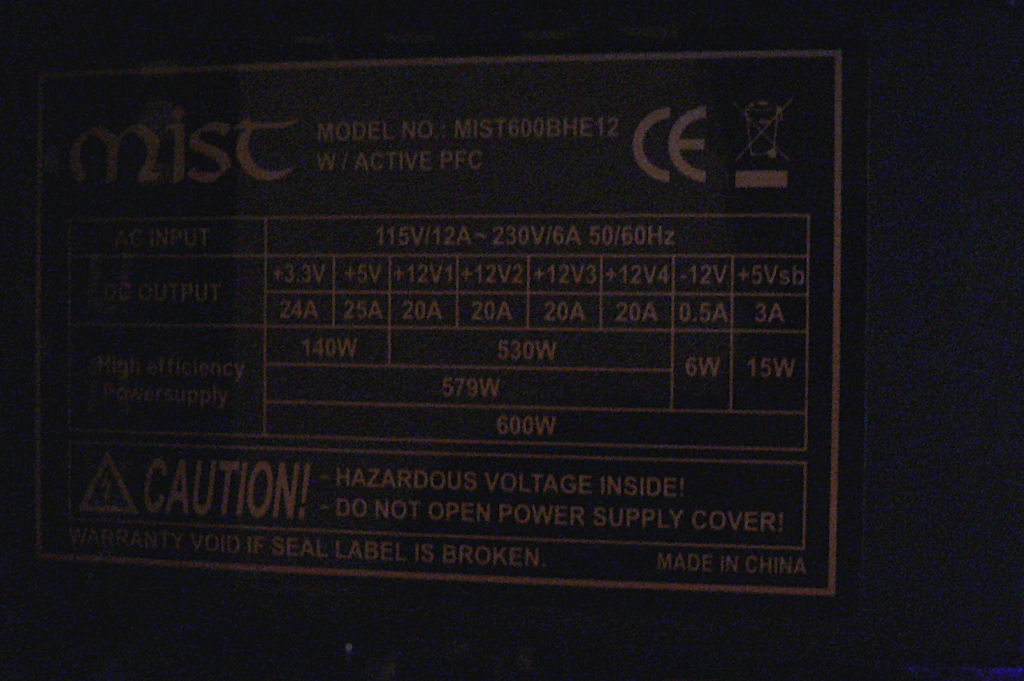 mist
MODEL NO.: MIST600BHE12
W / ACTIVE PFC
CE
AC INPUT 115V/12A~230V/6A 50/60Hz
DC OUTPUT
+3.3V +5V +12V1 +12V2 +12V3 +12V4 -12V +5Vsb
24A 25A 20A 20A 20A 20A 0.5A 3A
High efficiency
Powersupply
140W 530W 6W 15W
579W
600W
CAUTION!
- HAZARDOUS VOLTAGE INSIDE!
- DO NOT OPEN POWER SUPPLY COVER!
WARRANTY VOID IF SEAL LABEL IS BROKEN.
MADE IN CHINA